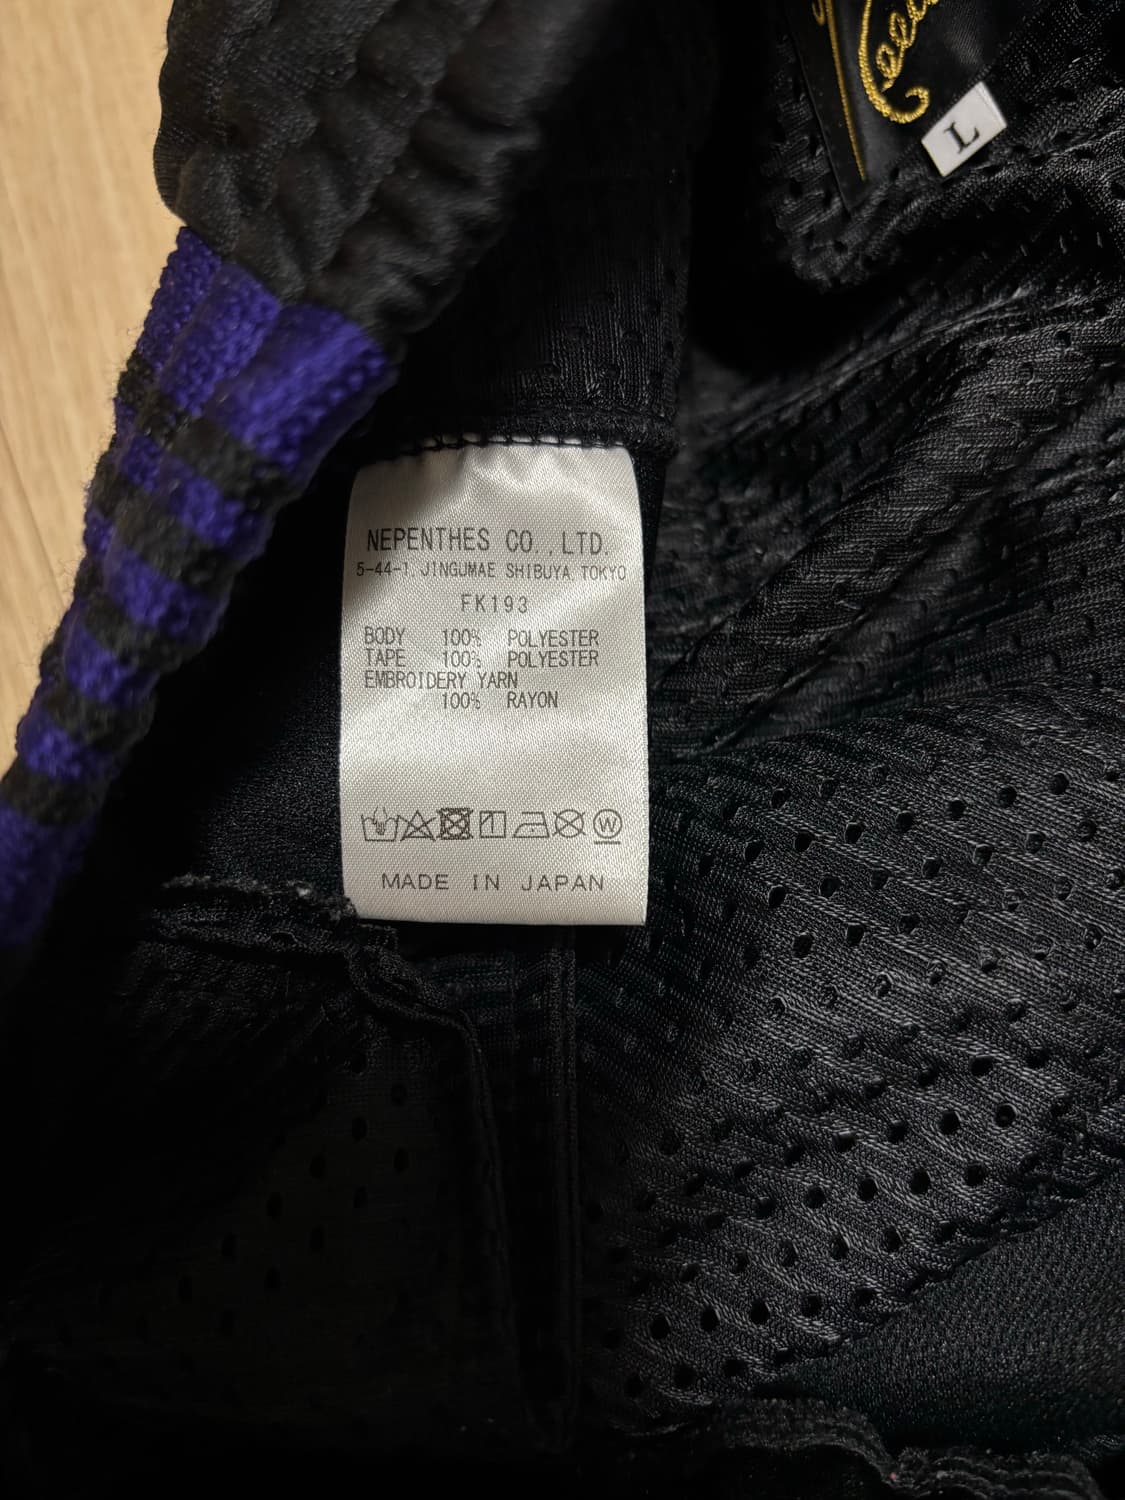 L
NEPENTHES CO.,LTD.
5-44-1, JINGUMAE SHIBUYA, TOKYO
FK193
BODY 100% POLYESTER
TAPE 100% POLYESTER
EMBROIDERY YARN
100% RAYON
W
MADE IN JAPAN